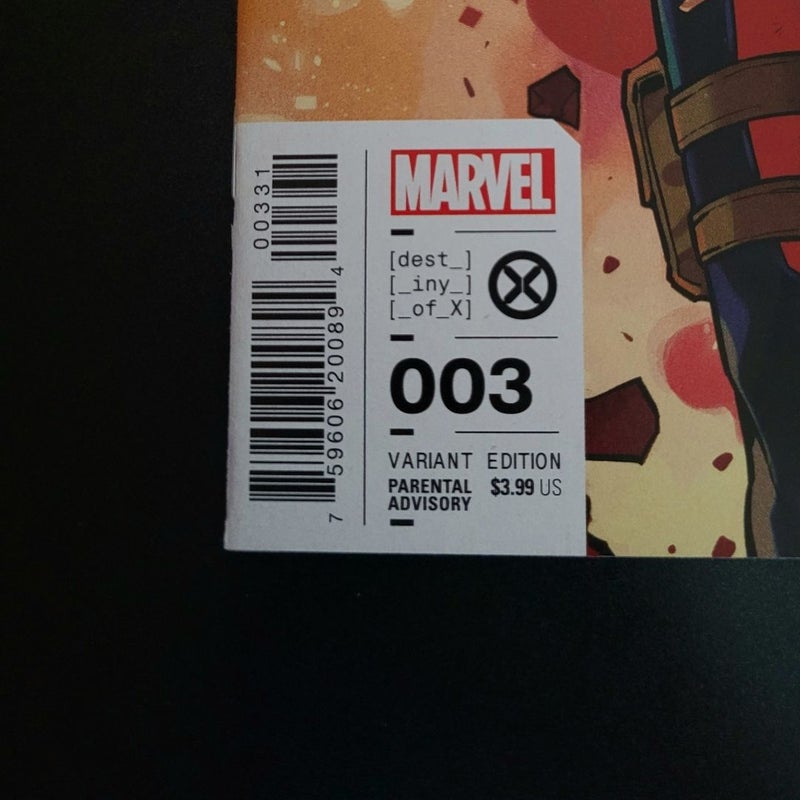 MARVEL
[dest_]
[_iny_]
[_of_X]
003
VARIANT EDITION
PARENTAL ADVISORY $3.99 US
00331
7 59606 20089 4